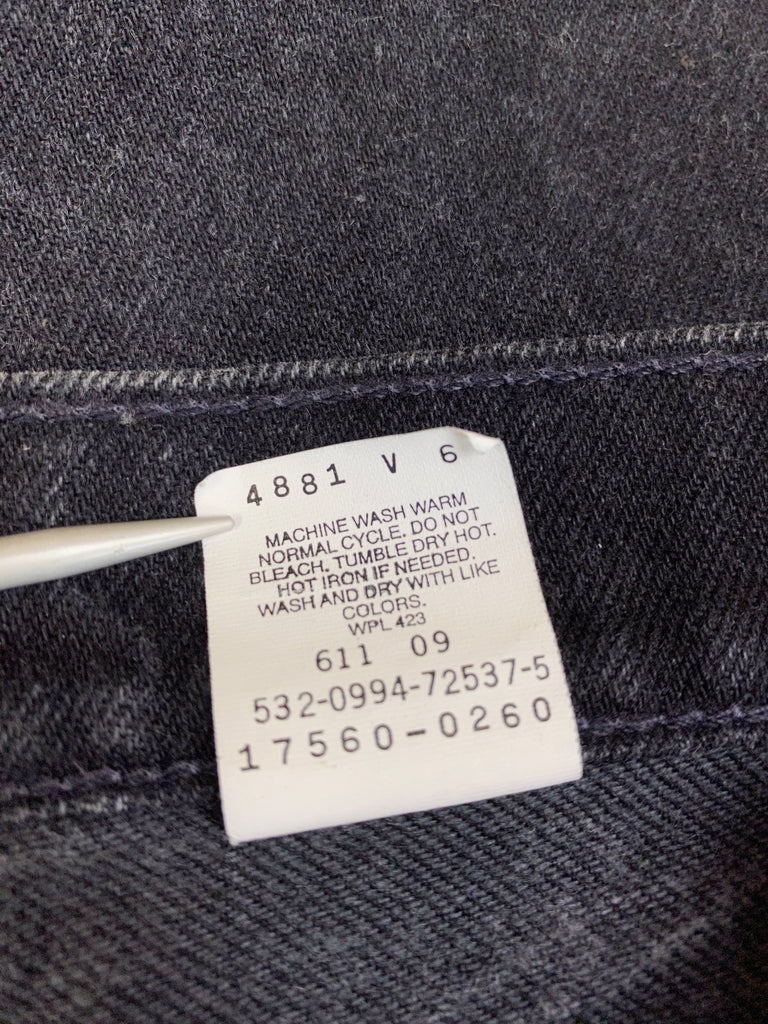 4881 V 6
MACHINE WASH WARM
NORMAL CYCLE. DO NOT
BLEACH. TUMBLE DRY HOT.
HOT IRON IF NEEDED.
WASH AND DRY WITH LIKE
COLORS.
WPL 423
611 09
532-0994-72537-5
17560-0260